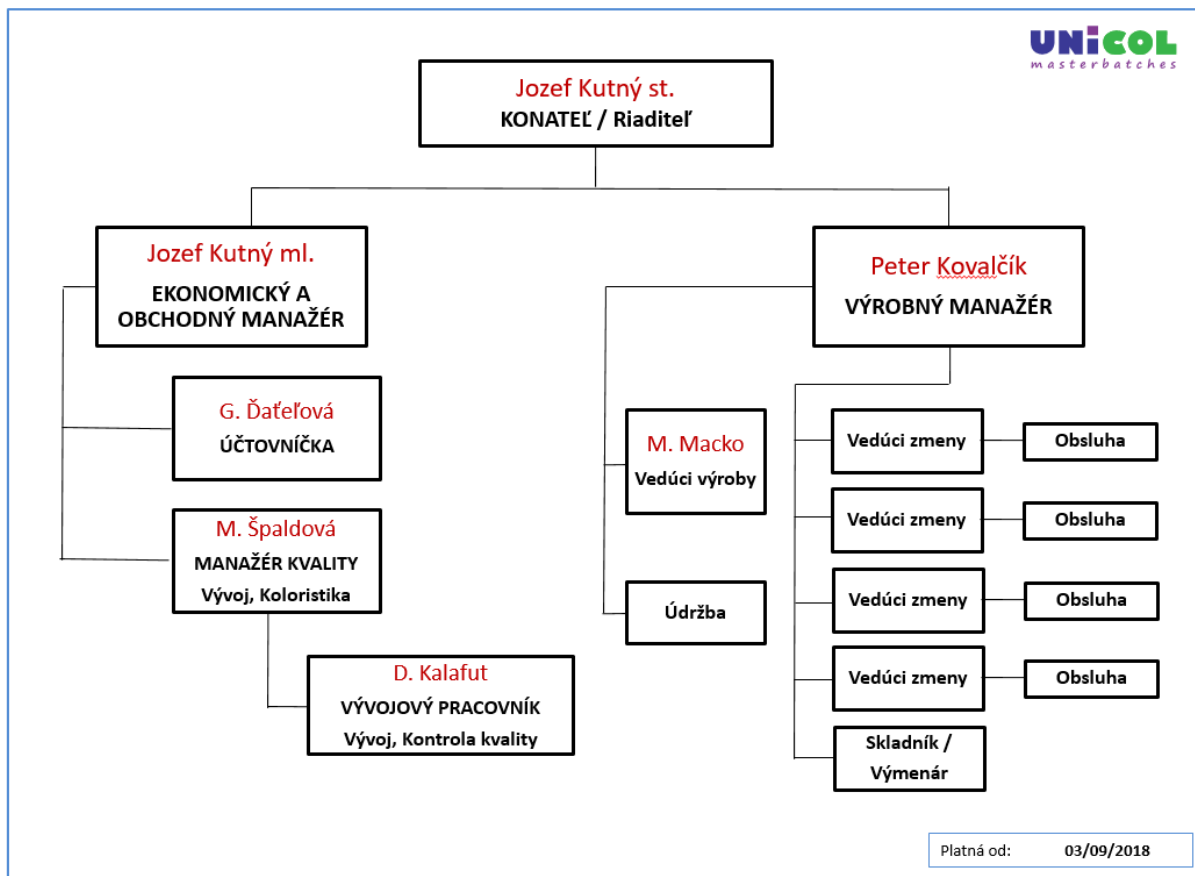 UNiCOL
masterbatches
Jozef Kutný st.
KONATEĽ / Riaditeľ
Jozef Kutný ml.
EKONOMICKÝ A
OBCHODNÝ MANAŽÉR
Peter Kovalčík
VÝROBNÝ MANAŽÉR
G. Ďaťeľová
ÚČTOVNÍČKA
M. Špaldová
MANAŽÉR KVALITY
Vývoj, Koloristika
D. Kalafut
VÝVOJOVÝ PRACOVNÍK
Vývoj, Kontrola kvality
M. Macko
Vedúci výroby
Údržba
Vedúci zmeny
Obsluha
Vedúci zmeny
Obsluha
Vedúci zmeny
Obsluha
Vedúci zmeny
Obsluha
Skladník /
Výmenár
Platná od: 03/09/2018